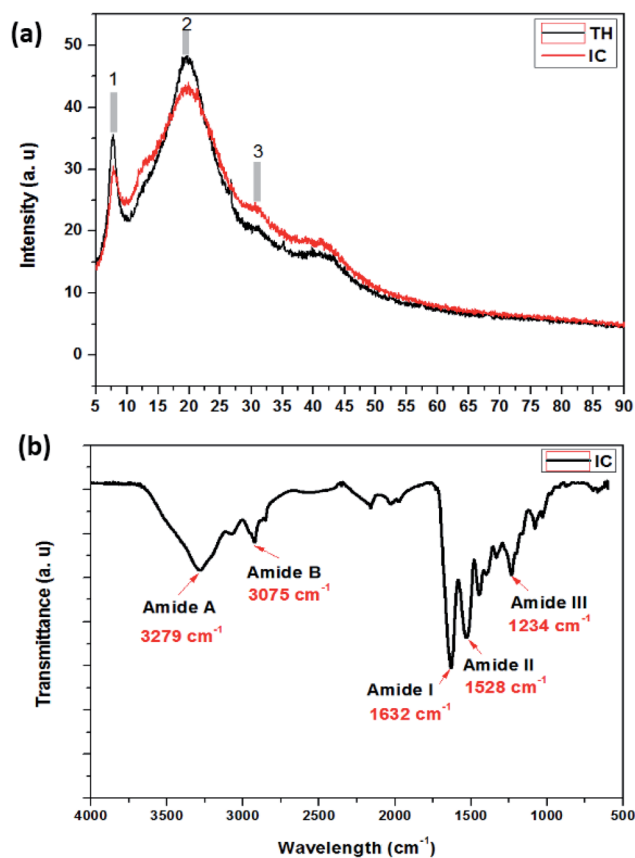 (a)
50
40
30
20
10
0
Intensity (a. u)
1
2
3
TH
IC
5 10 15 20 25 30 35 40 45 50 55 60 65 70 75 80 85 90
(b)
IC
Transmittance (a. u)
Amide A
3279 cm⁻¹
Amide B
3075 cm⁻¹
Amide I
1632 cm⁻¹
Amide II
1528 cm⁻¹
Amide III
1234 cm⁻¹
4000 3500 3000 2500 2000 1500 1000 500
Wavelength (cm⁻¹)